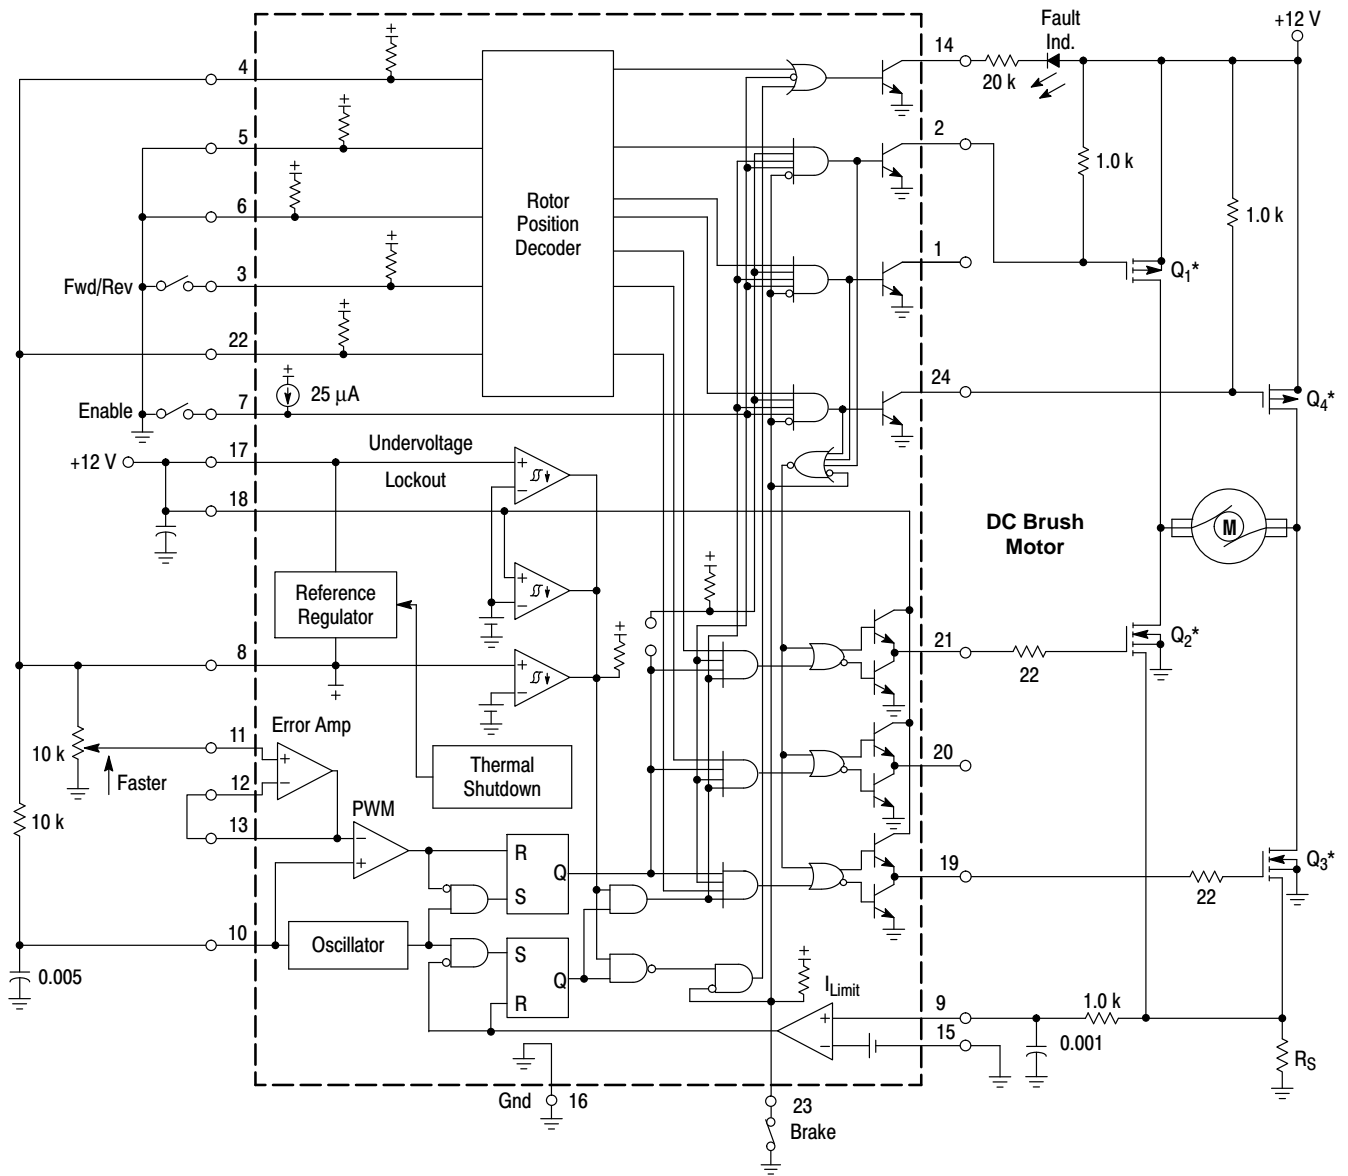 Fault
Ind.
+12 V
4
14
20 k
5
2
1.0 k
Rotor
Position
Decoder
6
1.0 k
Fwd/Rev
3
1
Q1*
22
Enable
7
25 µA
24
Q4*
+12 V
17
Undervoltage
Lockout
18
DC Brush
Motor
M
Reference
Regulator
8
21
22
Q2*
Error Amp
11
10 k
Faster
12
Thermal
Shutdown
20
13
10 k
PWM
R
Q
S
19
22
Q3*
10
Oscillator
S
Q
R
0.005
ILimit
9
1.0 k
15
0.001
RS
Gnd
16
23
Brake